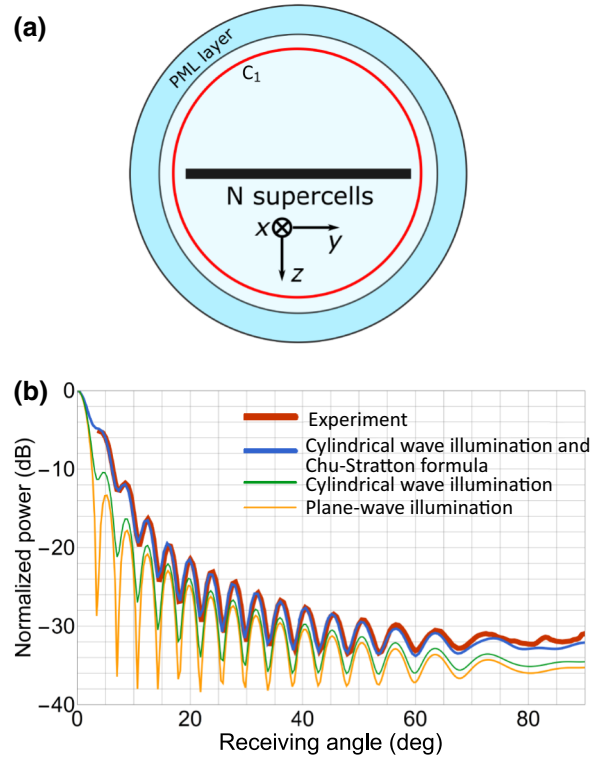 (a)
PML layer
C₁
N supercells
x
y
z
(b)
Normalized power (dB)
0
−10
−20
−30
−40
Experiment
Cylindrical wave illumination and
Chu-Stratton formula
Cylindrical wave illumination
Plane-wave illumination
0 20 40 60 80
Receiving angle (deg)